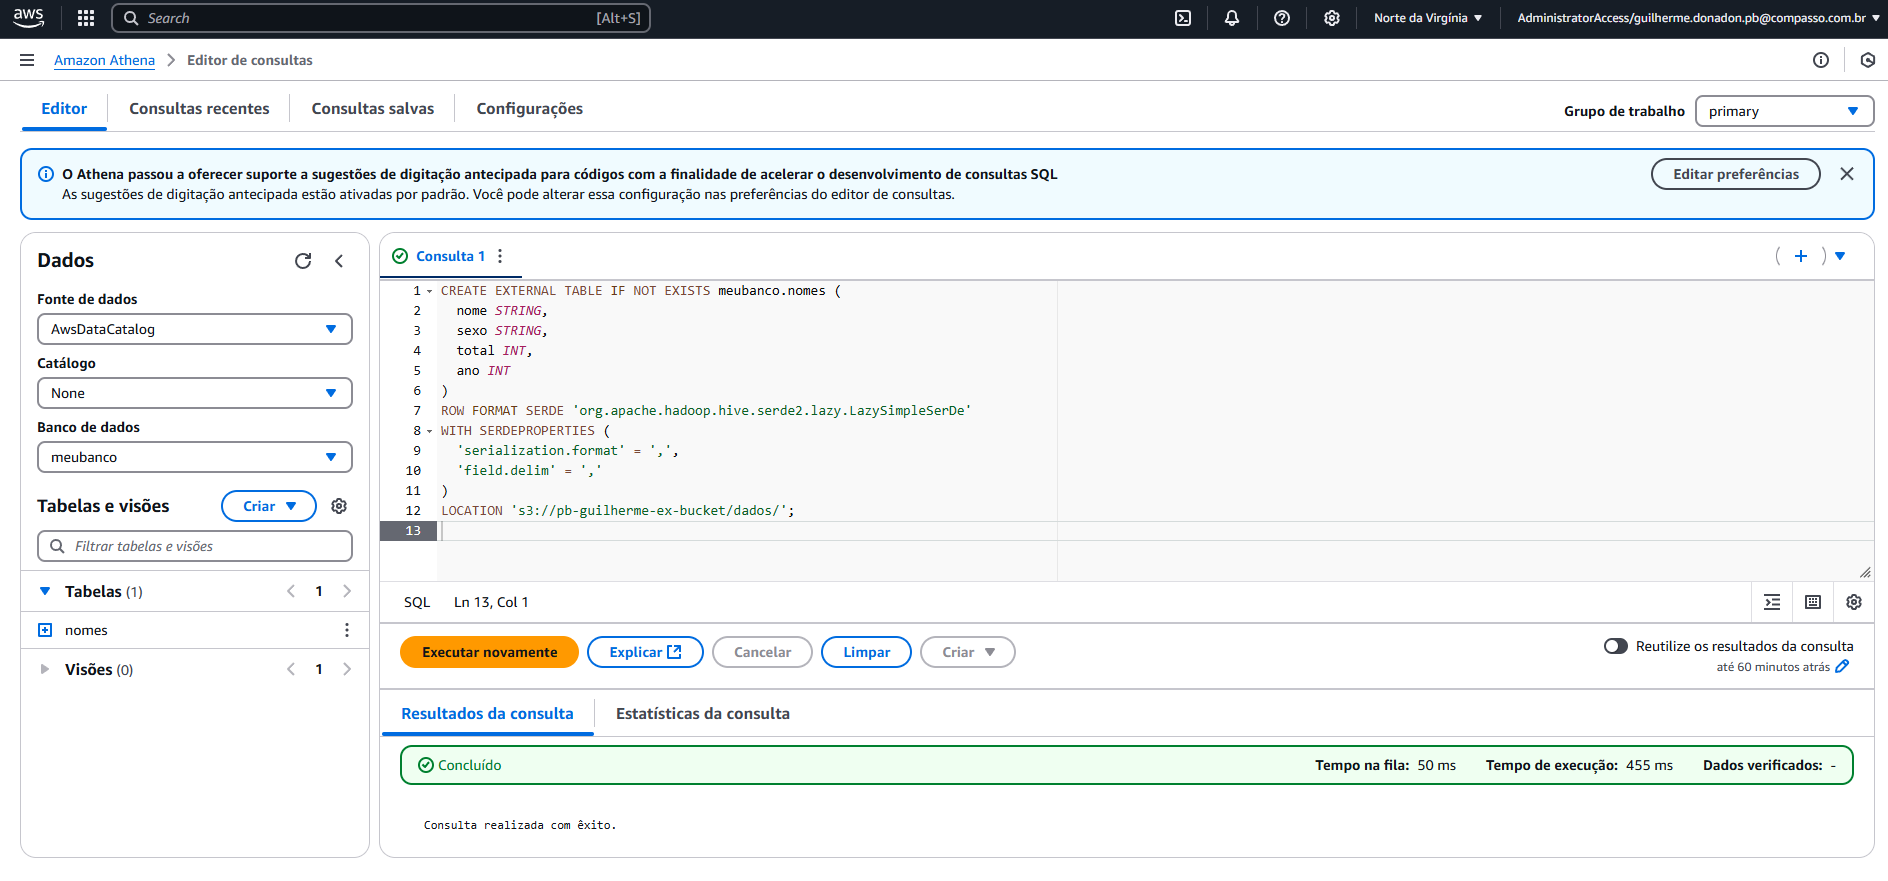 aws
Search
[Alt+S]
Norte da Virgínia
AdministratorAccess/guilherme.donadon.pb@compasso.com.br
Amazon Athena
Editor de consultas
Editor
Consultas recentes
Consultas salvas
Configurações
Grupo de trabalho
primary
O Athena passou a oferecer suporte a sugestões de digitação antecipada para códigos com a finalidade de acelerar o desenvolvimento de consultas SQL
As sugestões de digitação antecipada estão ativadas por padrão. Você pode alterar essa configuração nas preferências do editor de consultas.
Editar preferências
Dados
Fonte de dados
AwsDataCatalog
Catálogo
None
Banco de dados
meubanco
Tabelas e visões
Criar
Filtrar tabelas e visões
Tabelas (1)
1
nomes
Visões (0)
1
Consulta 1
1 CREATE EXTERNAL TABLE IF NOT EXISTS meubanco.nomes (
2 nome STRING,
3 sexo STRING,
4 total INT,
5 ano INT
6 )
7 ROW FORMAT SERDE 'org.apache.hadoop.hive.serde2.lazy.LazySimpleSerDe'
8 WITH SERDEPROPERTIES (
9 'serialization.format' = ',',
10 'field.delim' = ','
11 )
12 LOCATION 's3://pb-guilherme-ex-bucket/dados/';
13
SQL
Ln 13, Col 1
Executar novamente
Explicar
Cancelar
Limpar
Criar
Reutilize os resultados da consulta
até 60 minutos atrás
Resultados da consulta
Estatísticas da consulta
Concluído
Tempo na fila: 50 ms
Tempo de execução: 455 ms
Dados verificados: -
Consulta realizada com êxito.